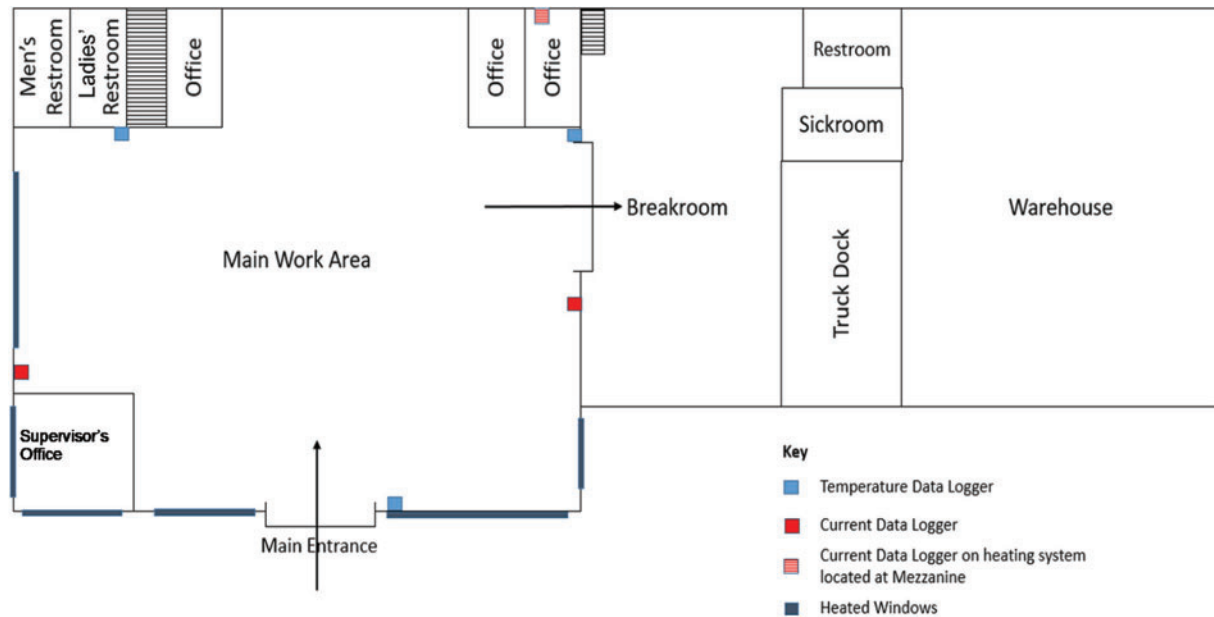 Men's
Restroom
Ladies'
Restroom
Office
Office
Office
Restroom
Sickroom
Breakroom
Warehouse
Main Work Area
Truck Dock
Supervisor's
Office
Main Entrance
Key
Temperature Data Logger
Current Data Logger
Current Data Logger on heating system
located at Mezzanine
Heated Windows